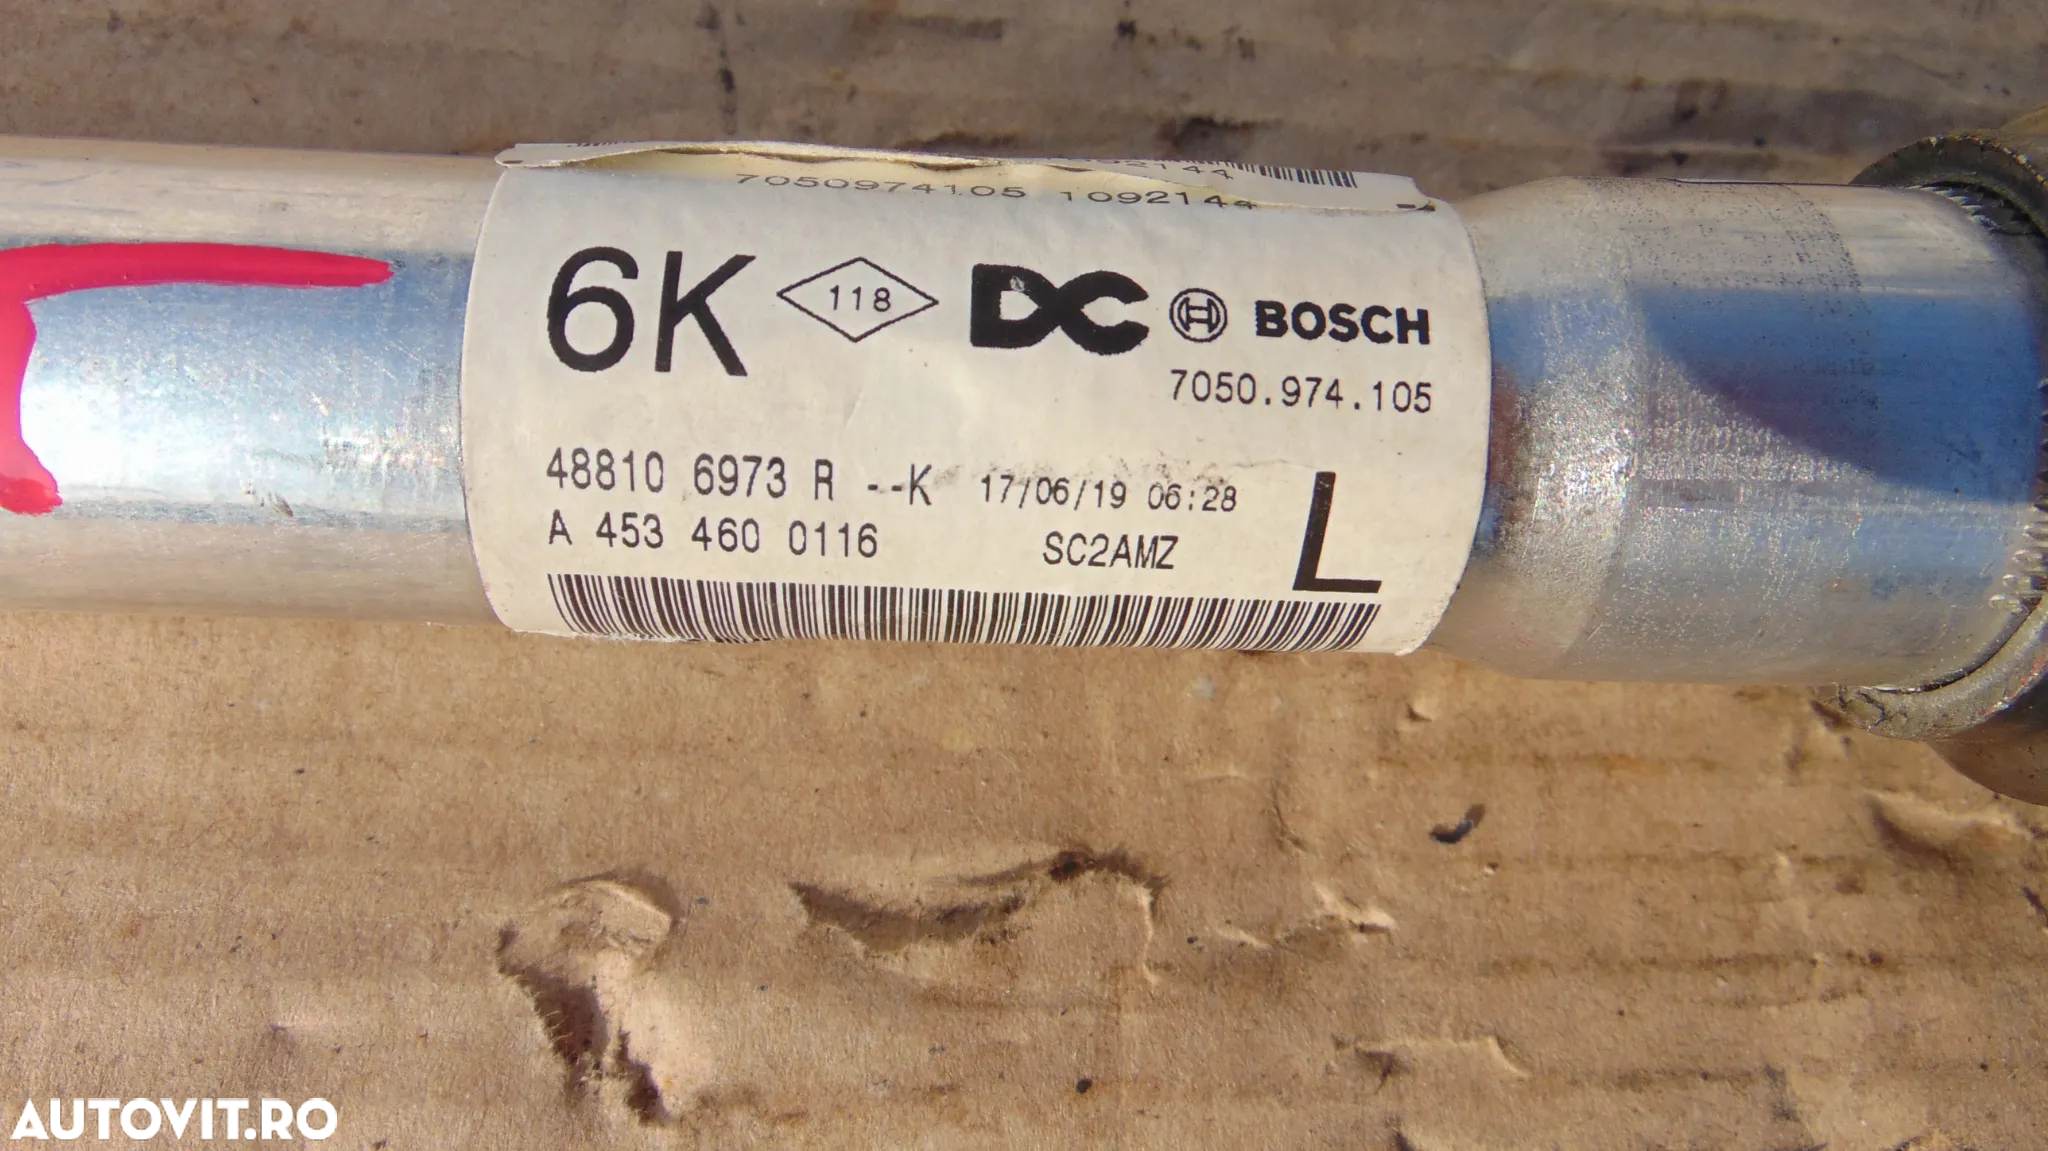 7050974105 1092144
6K 118 DC BOSCH
7050.974.105
48810 6973 R --K 17/06/19 06:28
A 453 460 0116 SC2AMZ L
AUTOVIT.RO